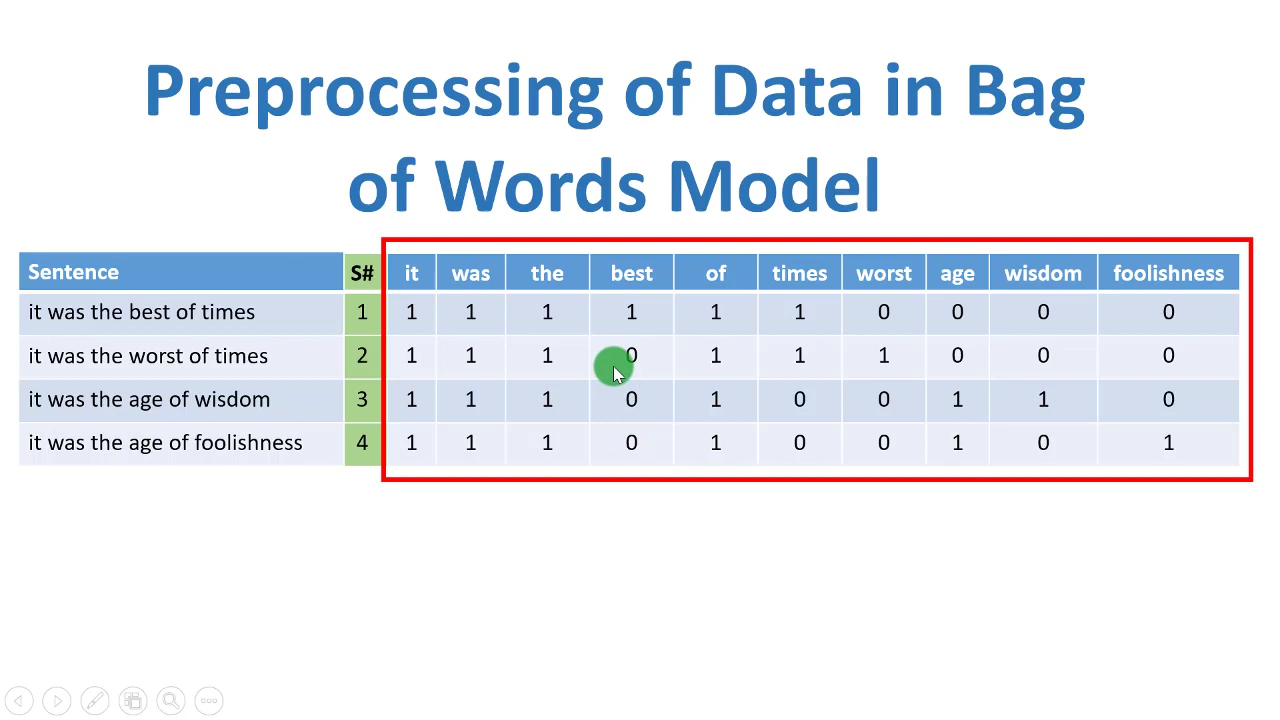 Preprocessing of Data in Bag
of Words Model
Sentence S# it was the best of times worst age wisdom foolishness
it was the best of times 1 1 1 1 1 1 1 0 0 0 0
it was the worst of times 2 1 1 1 0 1 1 1 0 0 0
it was the age of wisdom 3 1 1 1 0 1 0 0 1 1 0
it was the age of foolishness 4 1 1 1 0 1 0 0 1 0 1